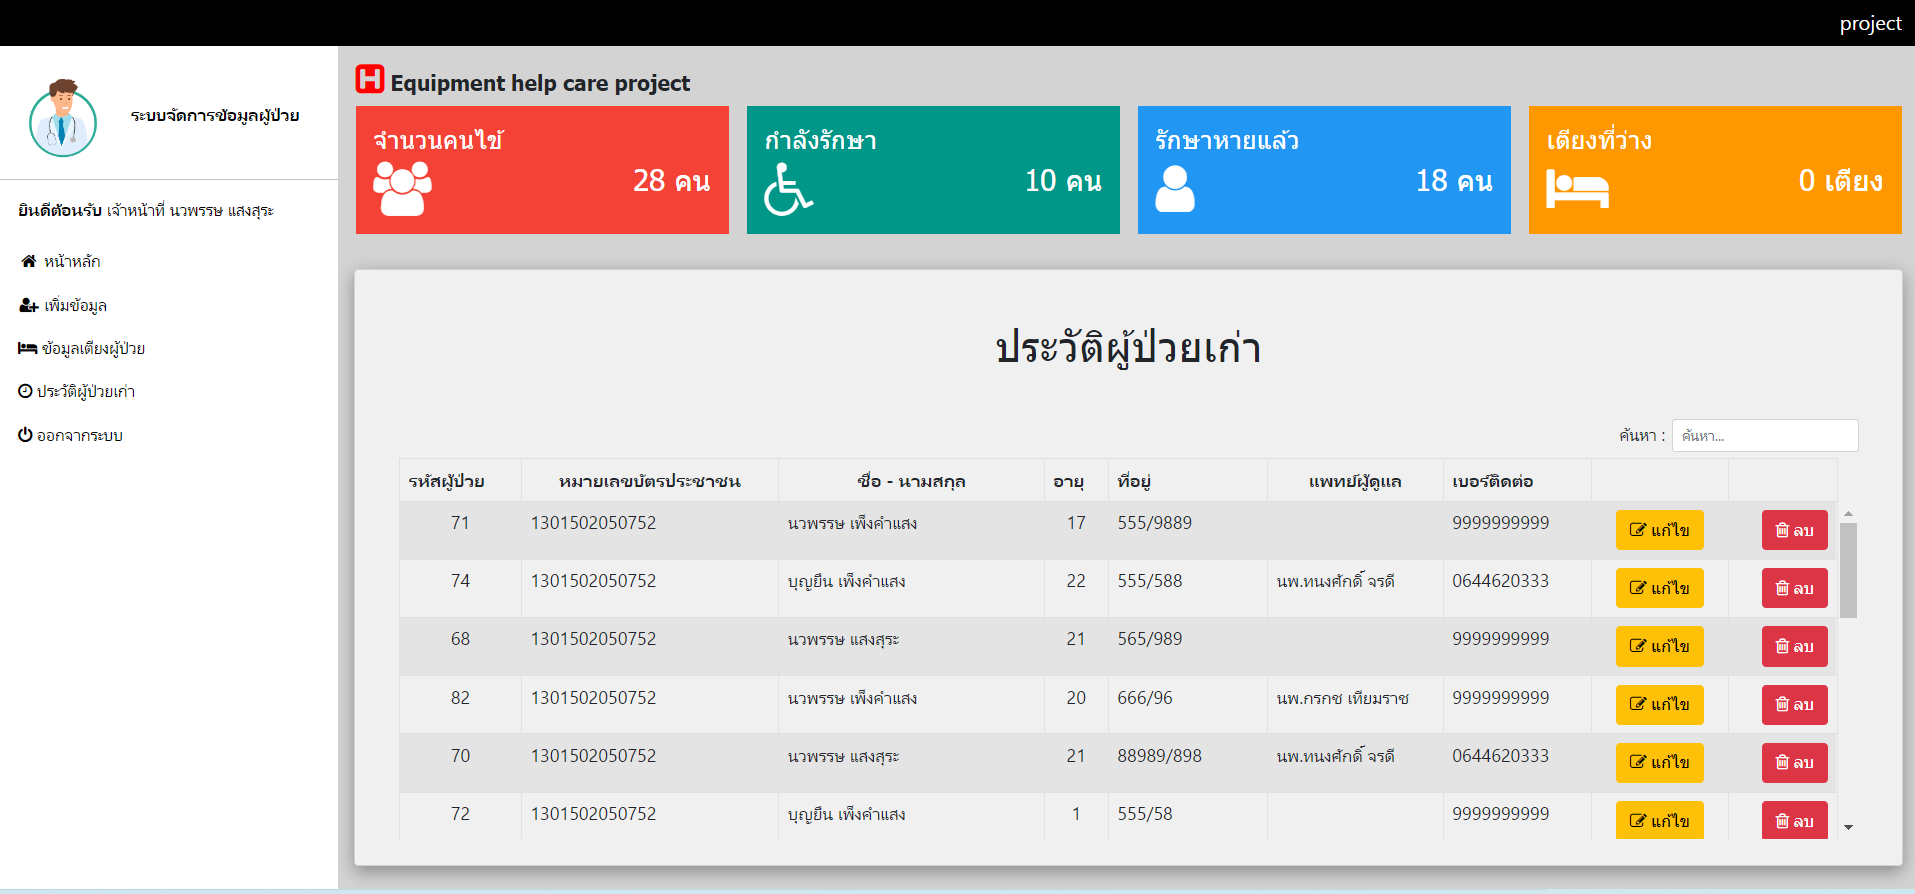 project
ระบบจัดการข้อมูลผู้ป่วย
ยินดีต้อนรับ เจ้าหน้าที่ นวพรรษ แสงสุระ
หน้าหลัก
เพิ่มข้อมูล
ข้อมูลเตียงผู้ป่วย
ประวัติผู้ป่วยเก่า
ออกจากระบบ
H Equipment help care project
จำนวนคนไข้
28 คน
กำลังรักษา
10 คน
รักษาหายแล้ว
18 คน
เตียงที่ว่าง
0 เตียง
ประวัติผู้ป่วยเก่า
ค้นหา : ค้นหา...
รหัสผู้ป่วย หมายเลขบัตรประชาชน ชื่อ - นามสกุล อายุ ที่อยู่ แพทย์ผู้ดูแล เบอร์ติดต่อ
71 1301502050752 นวพรรษ เพ็งคำแสง 17 555/9889 9999999999 แก้ไข ลบ
74 1301502050752 บุญยืน เพ็งคำแสง 22 555/588 นพ.ทนงศักดิ์ จรดี 0644620333 แก้ไข ลบ
68 1301502050752 นวพรรษ แสงสุระ 21 565/989 9999999999 แก้ไข ลบ
82 1301502050752 นวพรรษ เพ็งคำแสง 20 666/96 นพ.กรกช เทียมราช 9999999999 แก้ไข ลบ
70 1301502050752 นวพรรษ แสงสุระ 21 88989/898 นพ.ทนงศักดิ์ จรดี 0644620333 แก้ไข ลบ
72 1301502050752 บุญยืน เพ็งคำแสง 1 555/58 9999999999 แก้ไข ลบ